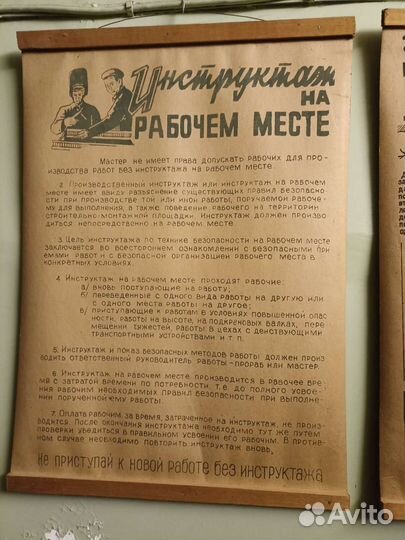 Инструктаж
НА
РАБОЧЕМ МЕСТЕ
Мастер не имеет права допускать рабочих для про-
изводства работ без инструктажа на рабочем месте.
2. Производственный инструктаж или инструктаж на рабочем
месте имеет ввиду разъяснение существующих правил безопасно
сти при производстве той или иной работы, поручаемой рабоче-
му для выполнения, а также поведение рабочего на территории
строительно-монтажной площадки. Инструктаж должен произво
диться непосредственно на рабочем месте.
3. Цель инструктажа по технике безопасности на рабочем месте
заключается во всестороннем ознакомлении с безопасными при
емами работ и с безопасной организацией рабочего места в
конкретных условиях.
4. Инструктаж на рабочем месте проходят рабочие:
а/ вновь поступающие на работу;
б/ переведенные с одного вида работы на другую или
с одного места работы на другое;
в/ приступающие к работам в условиях повышенной опас
ности, работы на высоте, на подкрановых балках, пере
мещении тяжестей, работы в цехах с действующими
транспортными устройствами и т.п.
5. Инструктаж и показ безопасных методов работы должен произ
водить ответственный руководитель работы-прораб или мастер.
6. Инструктаж на рабочем месте производится в рабочее вре
мя с затратой времени по потребности, т.е. до полного усвое
ния рабочим необходимых правил безопасности при выполне
нии порученной ему работы.
7. Оплата рабочим, за время, затраченное на инструктаж, не произ
водится. После окончания инструктажа необходимо тут же путем
проверки убедиться в правильном усвоении его рабочим. В против
ном случае необходимо повторить инструктаж вновь.
Не приступай к новой работе без инструктажа
Avito